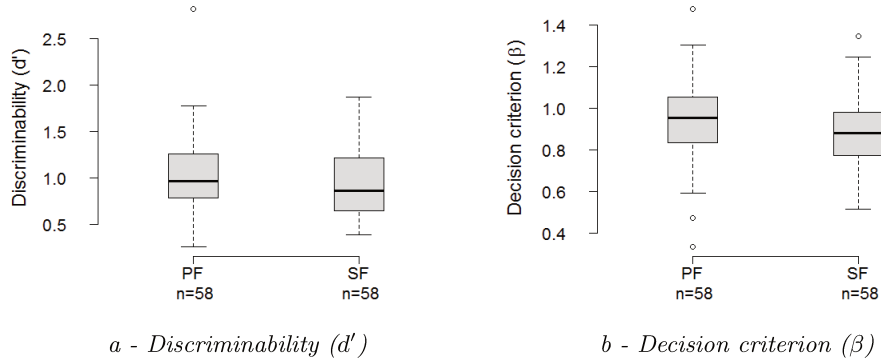 Discriminability (d')
2.5
2.0
1.5
1.0
0.5
PF
n=58
SF
n=58
a - Discriminability (d′)
Decision criterion (β)
1.4
1.2
1.0
0.8
0.6
0.4
PF
n=58
SF
n=58
b - Decision criterion (β)